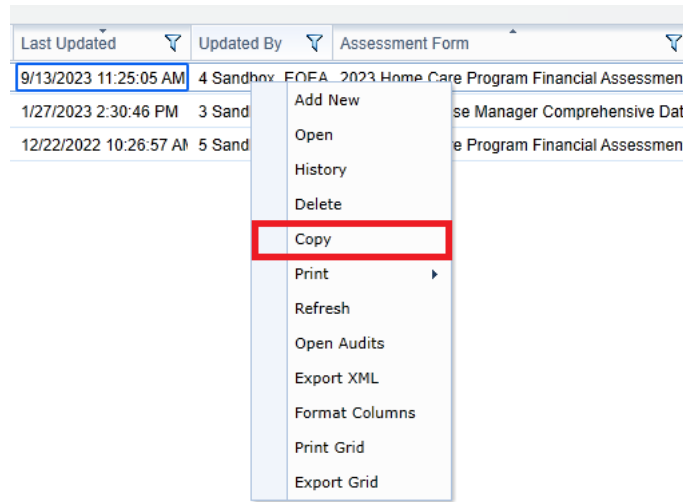 Last Updated Updated By Assessment Form
9/13/2023 11:25:05 AM 4 Sandbox, EOEA 2023 Home Care Program Financial Assessmen
1/27/2023 2:30:46 PM 3 Sand se Manager Comprehensive Dat
12/22/2022 10:26:57 AM 5 Sand e Program Financial Assessmen
Add New
Open
History
Delete
Copy
Print
Refresh
Open Audits
Export XML
Format Columns
Print Grid
Export Grid